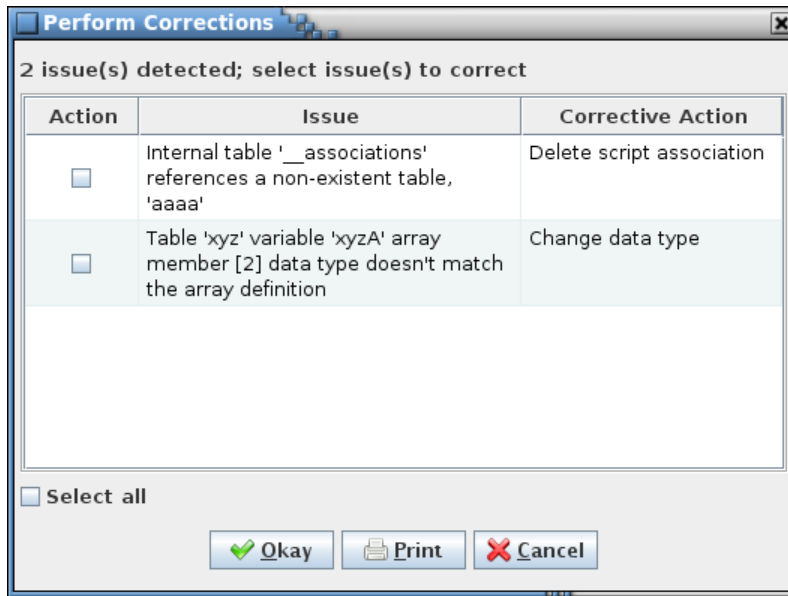 Perform Corrections
2 issue(s) detected; select issue(s) to correct
Action Issue Corrective Action
Internal table '__associations' Delete script association
references a non-existent table,
'aaaa'
Table 'xyz' variable 'xyzA' array Change data type
member [2] data type doesn't match
the array definition
Select all
Okay Print Cancel